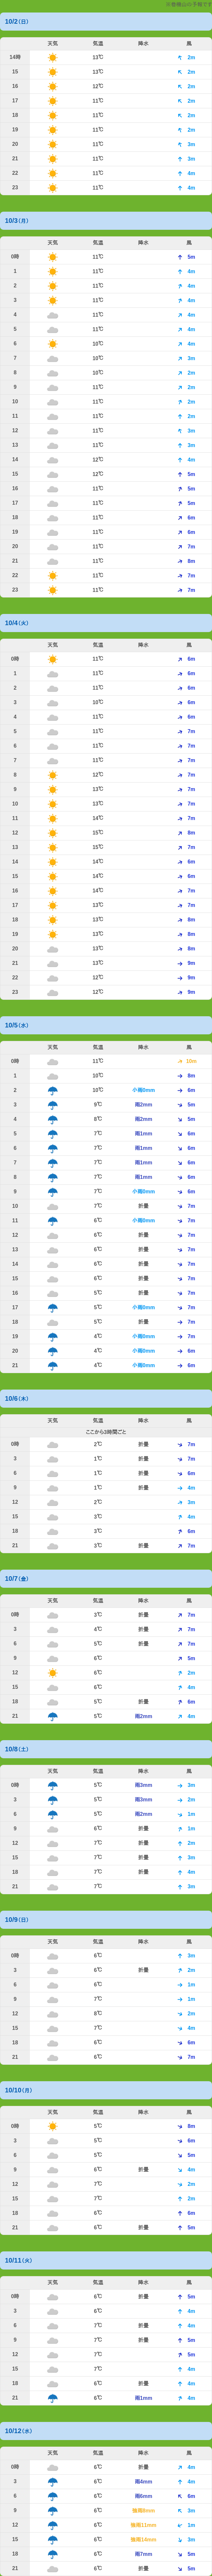 10/2(日)
天気 気温 降水 風
14時 13℃ 2m
15 13℃ 2m
16 12℃ 2m
17 11℃ 2m
18 11℃ 2m
19 11℃ 2m
20 11℃ 3m
21 11℃ 3m
22 11℃ 4m
23 11℃ 4m
10/3(月)
天気 気温 降水 風
0時 11℃ 5m
1 11℃ 4m
2 11℃ 4m
3 11℃ 4m
4 11℃ 4m
5 11℃ 4m
6 10℃ 4m
7 10℃ 3m
8 10℃ 2m
9 11℃ 2m
10 11℃ 2m
11 11℃ 2m
12 11℃ 3m
13 11℃ 3m
14 12℃ 4m
15 12℃ 5m
16 11℃ 5m
17 11℃ 5m
18 11℃ 6m
19 11℃ 6m
20 11℃ 7m
21 11℃ 8m
22 11℃ 7m
23 11℃ 7m
10/4(火)
天気 気温 降水 風
0時 11℃ 6m
1 11℃ 6m
2 11℃ 6m
3 10℃ 6m
4 11℃ 6m
5 11℃ 7m
6 11℃ 7m
7 11℃ 7m
8 12℃ 7m
9 13℃ 7m
10 13℃ 7m
11 14℃ 7m
12 15℃ 8m
13 15℃ 7m
14 14℃ 6m
15 14℃ 6m
16 14℃ 7m
17 13℃ 7m
18 13℃ 8m
19 13℃ 8m
20 13℃ 8m
21 13℃ 9m
22 12℃ 9m
23 12℃ 9m
10/5(水)
天気 気温 降水 風
0時 11℃ 10m
1 10℃ 8m
2 10℃ 小雨0mm 6m
3 9℃ 雨2mm 5m
4 8℃ 雨2mm 5m
5 7℃ 雨1mm 6m
6 7℃ 雨1mm 5m
7 7℃ 雨1mm 6m
8 7℃ 雨1mm 6m
9 7℃ 小雨0mm 6m
10 7℃ 折畳 7m
11 6℃ 小雨0mm 7m
12 6℃ 折畳 7m
13 6℃ 折畳 7m
14 6℃ 折畳 7m
15 6℃ 折畳 7m
16 5℃ 折畳 7m
17 5℃ 小雨0mm 7m
18 5℃ 折畳 7m
19 4℃ 小雨0mm 7m
20 4℃ 小雨0mm 6m
21 4℃ 小雨0mm 6m
10/6(木)
天気 気温 降水 風
ここから3時間ごと
0時 2℃ 折畳 7m
3 1℃ 折畳 7m
6 1℃ 折畳 6m
9 1℃ 折畳 4m
12 2℃ 3m
15 3℃ 4m
18 3℃ 6m
21 3℃ 折畳 7m
10/7(金)
天気 気温 降水 風
0時 3℃ 折畳 7m
3 4℃ 折畳 7m
6 5℃ 折畳 7m
9 6℃ 5m
12 6℃ 2m
15 6℃ 4m
18 5℃ 折畳 6m
21 5℃ 雨2mm 4m
10/8(土)
天気 気温 降水 風
0時 5℃ 雨3mm 3m
3 5℃ 雨3mm 2m
6 5℃ 雨2mm 1m
9 6℃ 折畳 1m
12 7℃ 折畳 2m
15 7℃ 折畳 3m
18 7℃ 折畳 4m
21 7℃ 3m
10/9(日)
天気 気温 降水 風
0時 6℃ 3m
3 6℃ 折畳 2m
6 6℃ 1m
9 7℃ 1m
12 8℃ 2m
15 7℃ 4m
18 6℃ 6m
21 6℃ 7m
10/10(月)
天気 気温 降水 風
0時 5℃ 8m
3 5℃ 6m
6 5℃ 5m
9 6℃ 折畳 4m
12 7℃ 2m
15 7℃ 2m
18 6℃ 6m
21 6℃ 折畳 5m
10/11(火)
天気 気温 降水 風
0時 6℃ 折畳 5m
3 6℃ 4m
6 7℃ 折畳 4m
9 7℃ 折畳 5m
12 7℃ 5m
15 7℃ 4m
18 6℃ 折畳 4m
21 6℃ 雨1mm 4m
10/12(水)
天気 気温 降水 風
0時 6℃ 折畳 4m
3 6℃ 雨4mm 4m
6 6℃ 雨6mm 6m
9 6℃ 3m
12 6℃ 強雨11mm 1m
15 6℃ 強雨14mm 3m
18 6℃ 雨7mm 5m
21 6℃ 折畳 5m